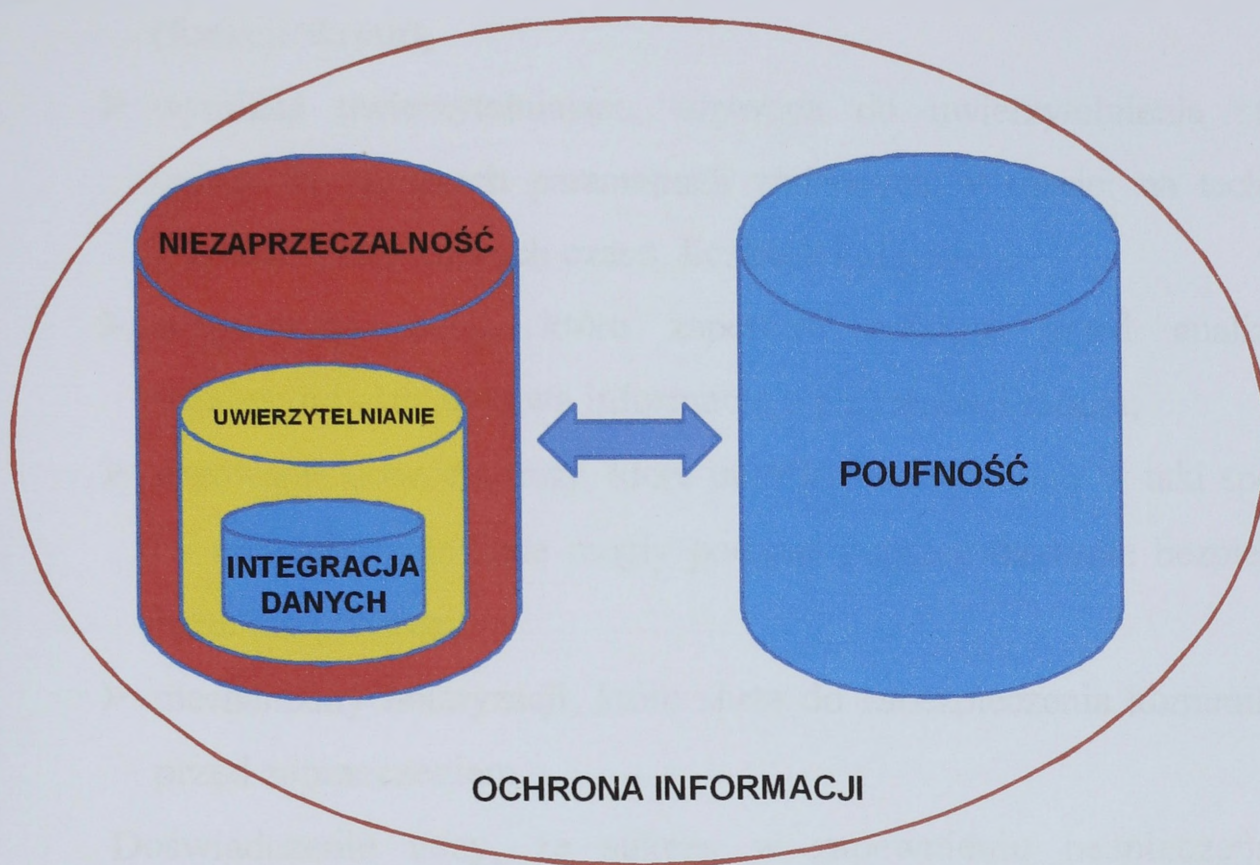 NIEZAPRZECZALNOŚĆ
UWIERZYTELNIANIE
INTEGRACJA
DANYCH
POUFNOŚĆ
OCHRONA INFORMACJI